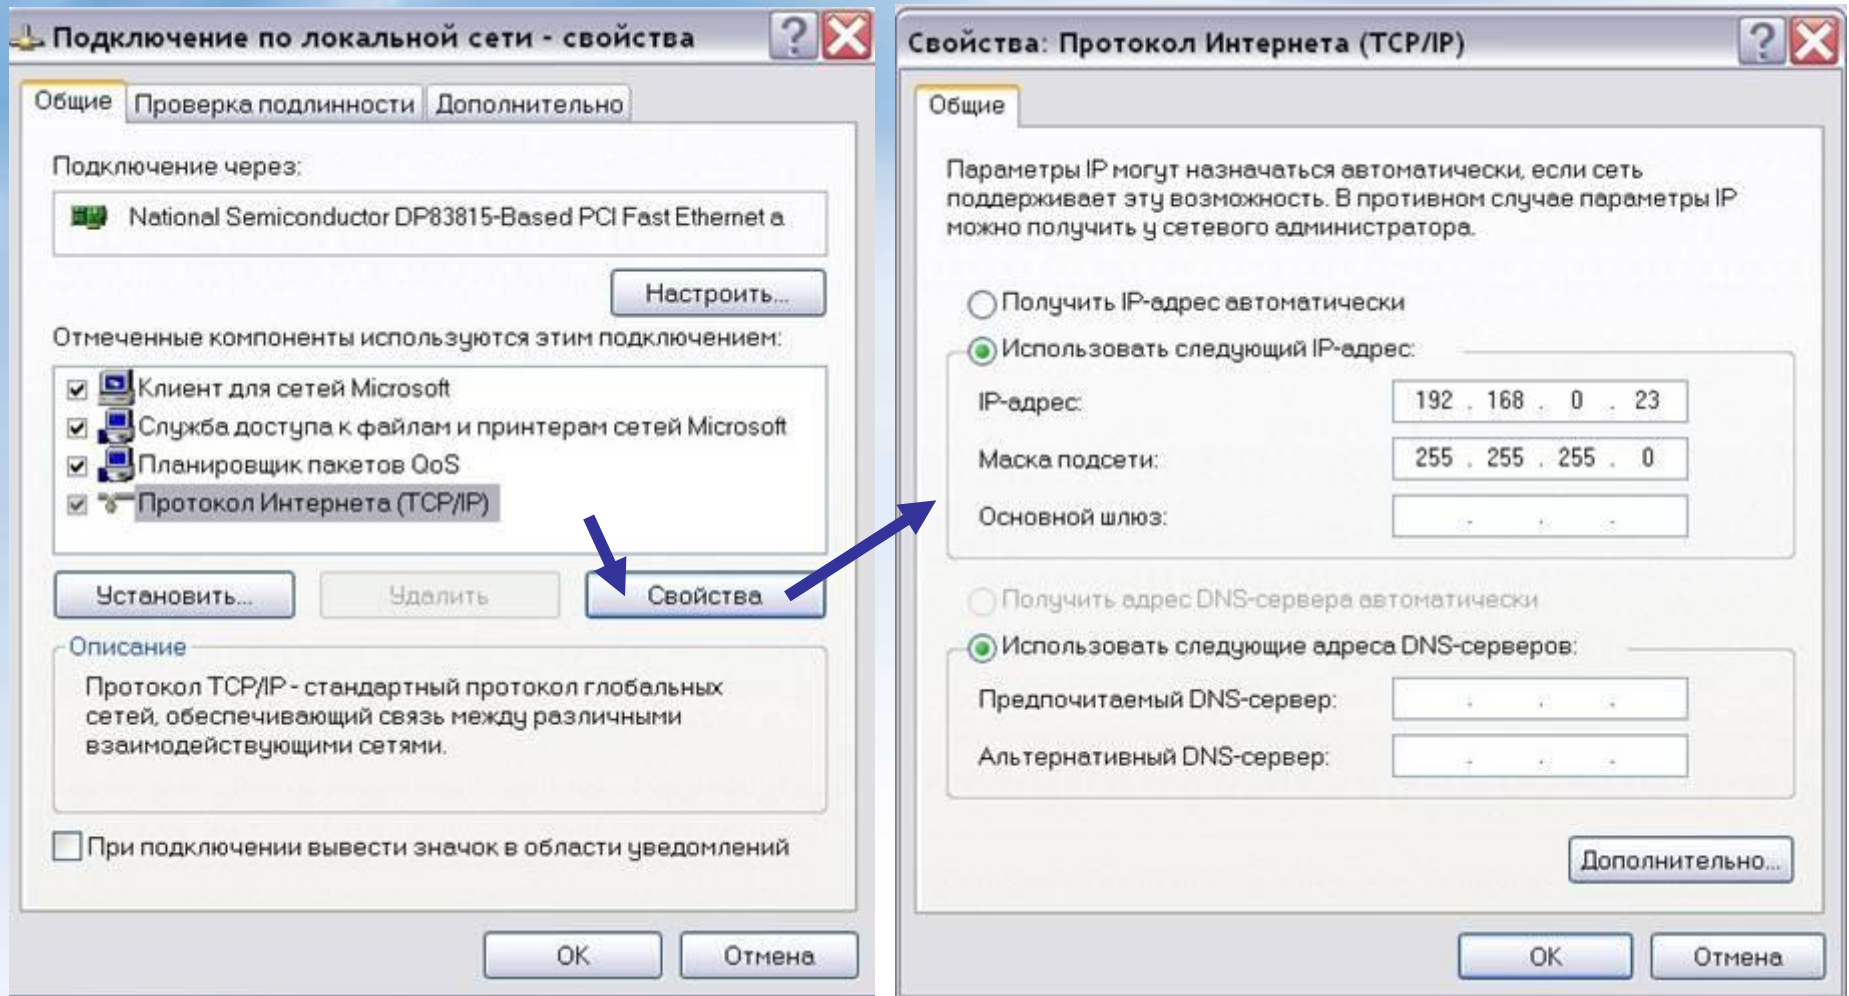 Подключение по локальной сети - свойства
Общие
Проверка подлинности
Дополнительно
Подключение через:
National Semiconductor DP83815-Based PCI Fast Ethernet a
Настроить...
Отмеченные компоненты используются этим подключением:
Клиент для сетей Microsoft
Служба доступа к файлам и принтерам сетей Microsoft
Планировщик пакетов QoS
Протокол Интернета (TCP/IP)
Установить...
Удалить
Свойства
Описание
Протокол TCP/IP - стандартный протокол глобальных
сетей, обеспечивающий связь между различными
взаимодействующими сетями.
При подключении вывести значок в области уведомлений
OK
Отмена
Свойства: Протокол Интернета (TCP/IP)
Общие
Параметры IP могут назначаться автоматически, если сеть
поддерживает эту возможность. В противном случае параметры IP
можно получить у сетевого администратора.
Получить IP-адрес автоматически
Использовать следующий IP-адрес:
IP-адрес: 192 . 168 . 0 . 23
Маска подсети: 255 . 255 . 255 . 0
Основной шлюз: . . .
Получить адрес DNS-сервера автоматически
Использовать следующие адреса DNS-серверов:
Предпочитаемый DNS-сервер: . . .
Альтернативный DNS-сервер: . . .
Дополнительно...
OK
Отмена